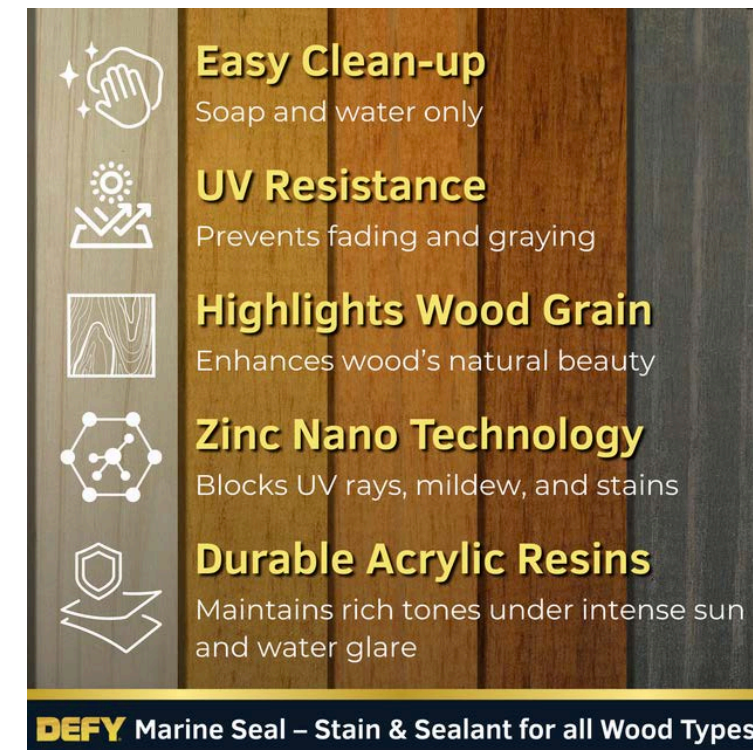 Easy Clean-up
Soap and water only
UV Resistance
Prevents fading and graying
Highlights Wood Grain
Enhances wood’s natural beauty
Zinc Nano Technology
Blocks UV rays, mildew, and stains
Durable Acrylic Resins
Maintains rich tones under intense sun
and water glare
DEFY Marine Seal – Stain & Sealant for all Wood Types